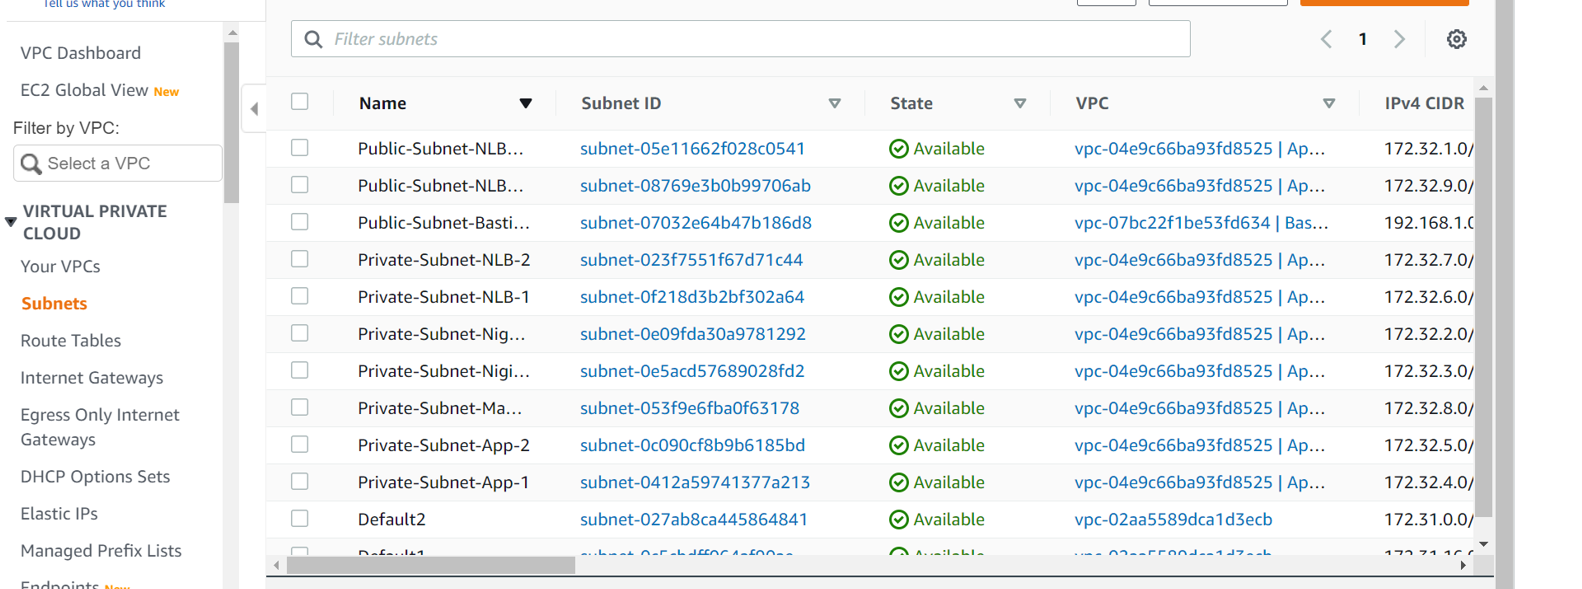 Tell us what you think
VPC Dashboard
EC2 Global View New
Filter by VPC:
Select a VPC
VIRTUAL PRIVATE
CLOUD
Your VPCs
Subnets
Route Tables
Internet Gateways
Egress Only Internet
Gateways
DHCP Options Sets
Elastic IPs
Managed Prefix Lists
Endpoints New
Filter subnets
1
Name Subnet ID State VPC IPv4 CIDR
Public-Subnet-NLB... subnet-05e11662f028c0541 Available vpc-04e9c66ba93fd8525 | Ap... 172.32.1.0/
Public-Subnet-NLB... subnet-08769e3b0b99706ab Available vpc-04e9c66ba93fd8525 | Ap... 172.32.9.0/
Public-Subnet-Basti... subnet-07032e64b47b186d8 Available vpc-07bc22f1be53fd634 | Bas... 192.168.1.0
Private-Subnet-NLB-2 subnet-023f7551f67d71c44 Available vpc-04e9c66ba93fd8525 | Ap... 172.32.7.0/
Private-Subnet-NLB-1 subnet-0f218d3b2bf302a64 Available vpc-04e9c66ba93fd8525 | Ap... 172.32.6.0/
Private-Subnet-Nig... subnet-0e09fda30a9781292 Available vpc-04e9c66ba93fd8525 | Ap... 172.32.2.0/
Private-Subnet-Nigi... subnet-0e5acd57689028fd2 Available vpc-04e9c66ba93fd8525 | Ap... 172.32.3.0/
Private-Subnet-Ma... subnet-053f9e6fba0f63178 Available vpc-04e9c66ba93fd8525 | Ap... 172.32.8.0/
Private-Subnet-App-2 subnet-0c090cf8b9b6185bd Available vpc-04e9c66ba93fd8525 | Ap... 172.32.5.0/
Private-Subnet-App-1 subnet-0412a59741377a213 Available vpc-04e9c66ba93fd8525 | Ap... 172.32.4.0/
Default2 subnet-027ab8ca445864841 Available vpc-02aa5589dca1d3ecb 172.31.0.0/
Default1 Available vpc-02aa5589dca1d3ecb